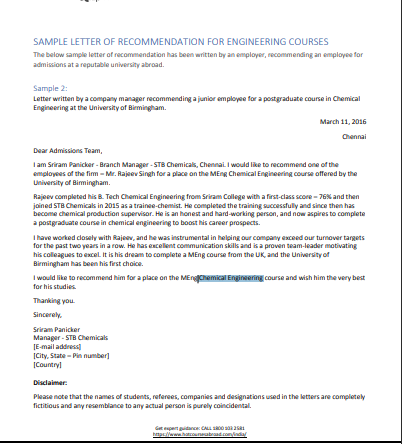 SAMPLE LETTER OF RECOMMENDATION FOR ENGINEERING COURSES
The below sample letter of recommendation has been written by an employer, recommending an employee for
admissions at a reputable university abroad.
Sample 2:
Letter written by a company manager recommending a junior employee for a postgraduate course in Chemical
Engineering at the University of Birmingham.
March 11, 2016
Chennai
Dear Admissions Team,
I am Sriram Panicker - Branch Manager - STB Chemicals, Chennai. I would like to recommend one of the
employees of the firm – Mr. Rajeev Singh for a place on the MEng Chemical Engineering course offered by the
University of Birmingham.
Rajeev completed his B. Tech Chemical Engineering from Sriram College with a first-class score – 76% and then
joined STB Chemicals in 2015 as a trainee-chemist. He completed the training successfully and since then has
become chemical production supervisor. He is an honest and hard-working person, and now aspires to complete
a postgraduate course in chemical engineering to boost his career prospects.
I have worked closely with Rajeev, and he was instrumental in helping our company exceed our turnover targets
for the past two years in a row. He has excellent communication skills and is a proven team-leader motivating
his colleagues to excel. It is his dream to complete a MEng course from the UK, and the University of
Birmingham has been his first choice.
I would like to recommend him for a place on the MEng Chemical Engineering course and wish him the very best
for his studies.
Thanking you.
Sincerely,
Sriram Panicker
Manager - STB Chemicals
[E-mail address]
[City, State – Pin number]
[Country]
Disclaimer:
Please note that the names of students, referees, companies and designations used in the letters are completely
fictitious and any resemblance to any actual person is purely coincidental.
Get expert guidance: CALL 1800 103 2581
https://www.hotcoursesabroad.com/india/